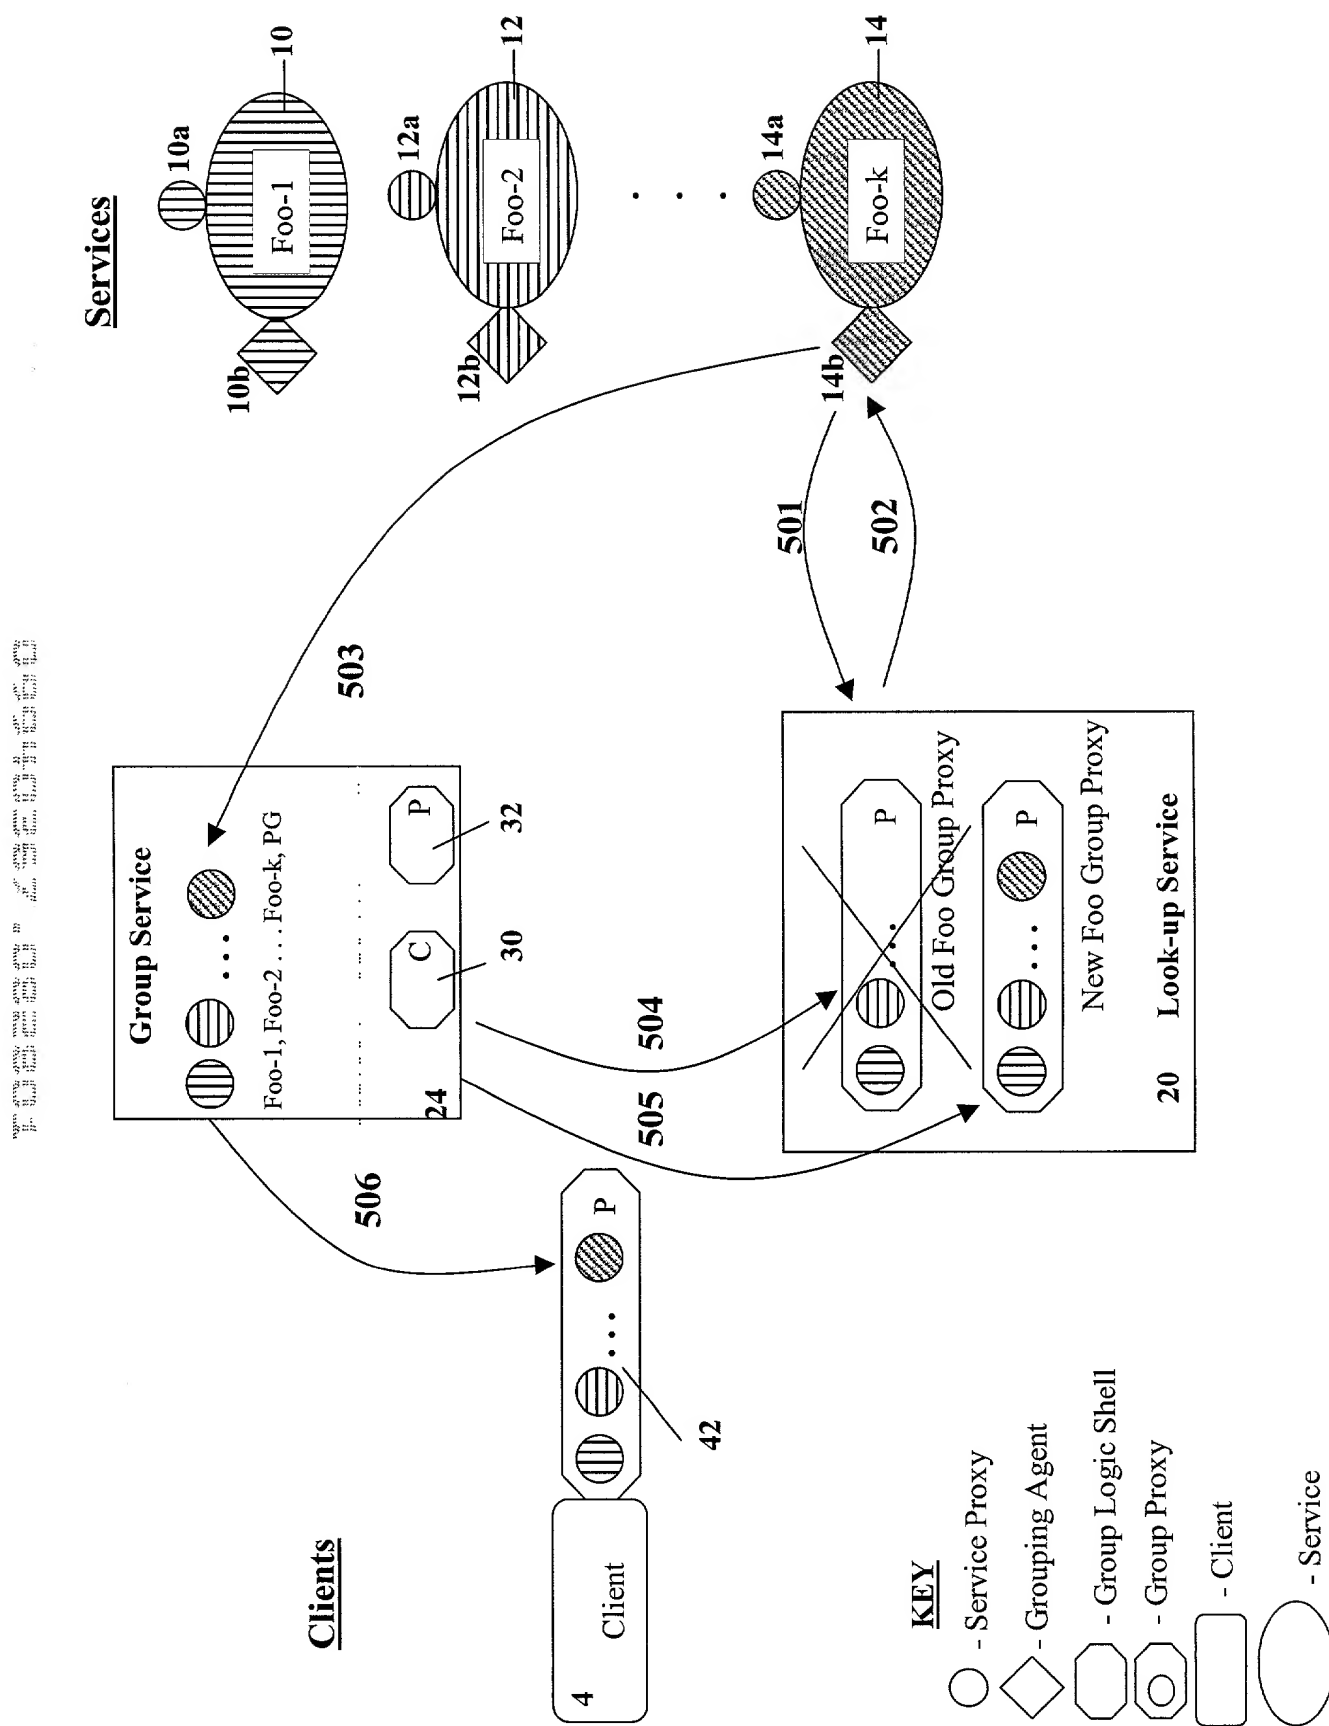 Clients
Services
Group Service
Foo-1, Foo-2 . . . Foo-k, PG
C
P
30
32
24
506
503
504
505
501
502
4
Client
P
42
P
Old Foo Group Proxy
P
New Foo Group Proxy
20 Look-up Service
10a
10b
Foo-1
10
12a
12b
Foo-2
12
14a
14b
Foo-k
14
KEY
- Service Proxy
- Grouping Agent
- Group Logic Shell
- Group Proxy
- Client
- Service